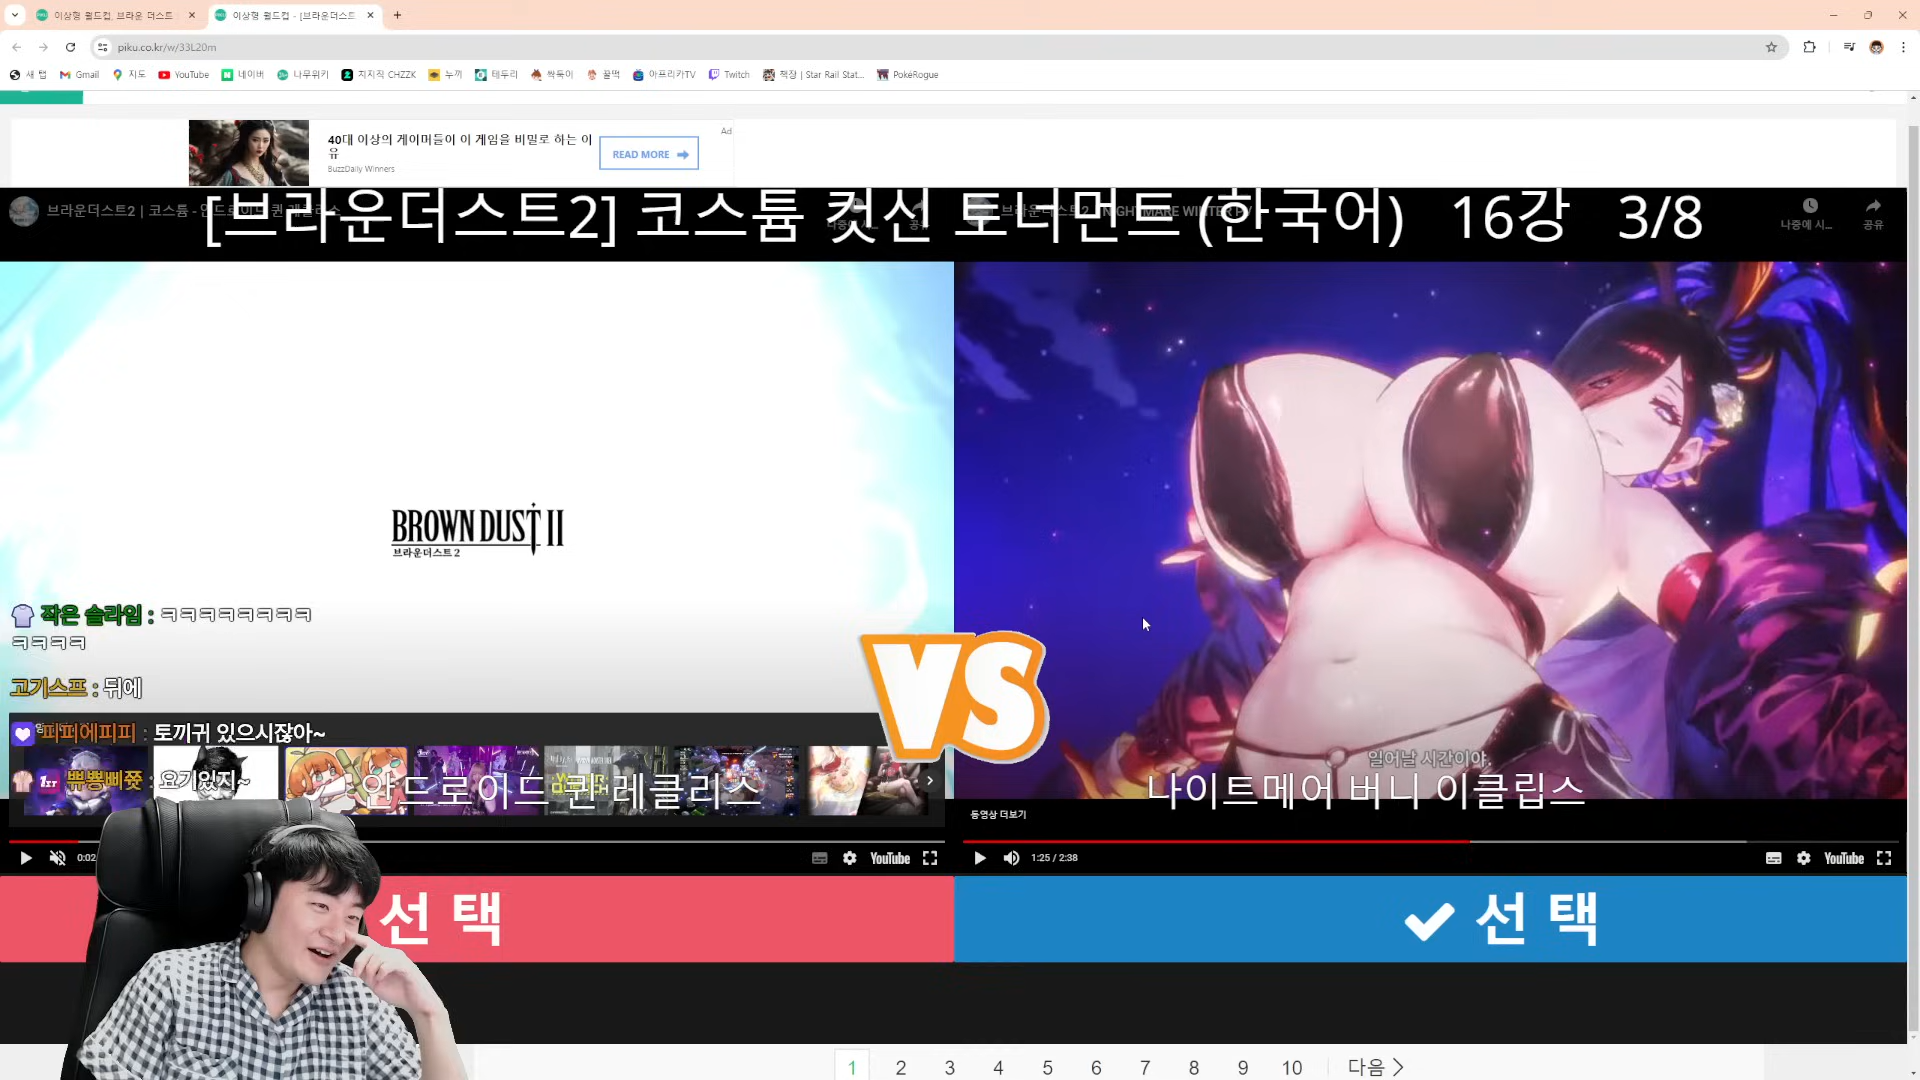 이상형 월드컵, 브라운 더스트
이상형 월드컵 - [브라운더스트
piku.co.kr/w/33L20m
새 탭
Gmail
지도
YouTube
네이버
나무위키
치지직 CHZZK
누끼
테두리
싹둑이
꿀떡
아프리카TV
Twitch
책장 | Star Rail Stat...
PokéRogue
40대 이상의 게이머들이 이 게임을 비밀로 하는 이
유
BuzzDaily Winners
READ MORE
Ad
[브라운더스트2] 코스튬 컷신 토너먼트 (한국어) 16강 3/8
나중에 시...
공유
BROWN DUST II
브라운더스트2
작은 슬라임 : ㅋㅋㅋㅋㅋㅋㅋㅋ
ㅋㅋㅋㅋ
고기스프 : 뒤에
피피에피피 : 토끼귀 있으시잖아~
쀼뿅삐쯋 : 요기있지~
VS
안드로이드 퀸 레클리스
일어날 시간이야.
나이트메어 버니 이클립스
동영상 더보기
0:02
YouTube
1:25 / 2:38
YouTube
선 택
선 택
1 2 3 4 5 6 7 8 9 10 다음